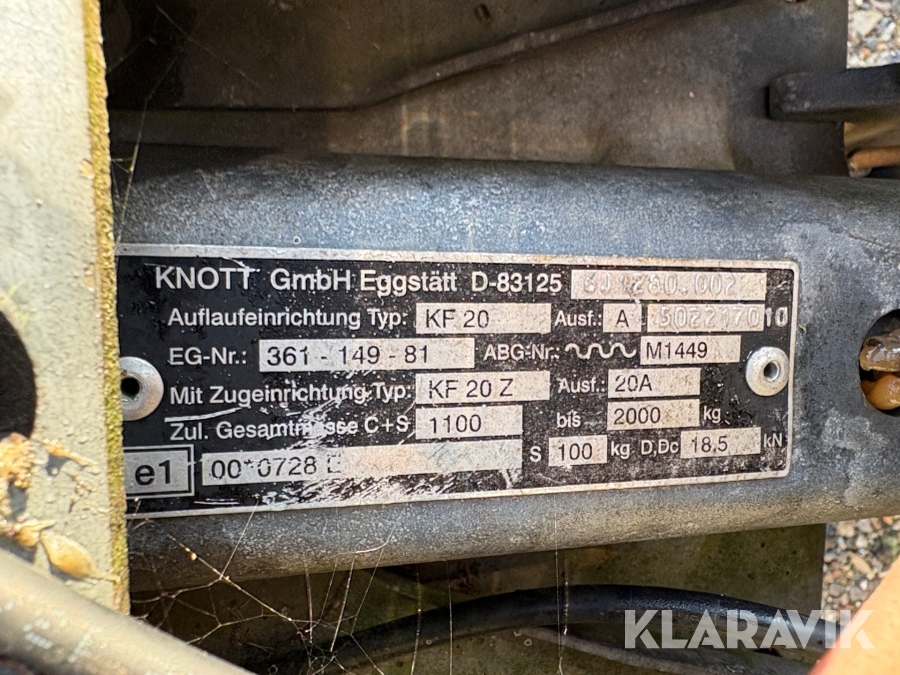 KNOTT GmbH Eggstätt D-83125
Auflaufeinrichtung Typ: KF 20 Ausf.: A
EG-Nr.: 361 - 149 - 81 ABG-Nr.: M1449
Mit Zugeinrichtung Typ: KF 20 Z Ausf. 20A
Zul. Gesamtmasse C+S 1100 bis 2000 kg
S 100 kg D,Dc 18,5 kN
e1 00*0728
KLARAVIK